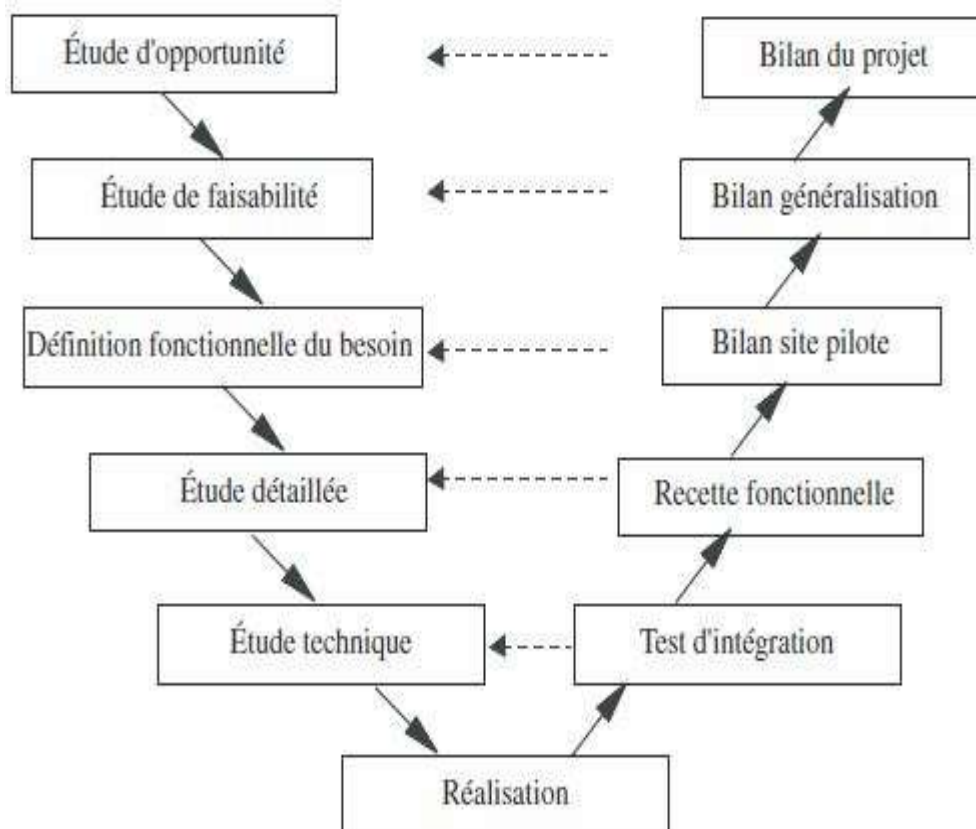 Étude d'opportunité
Bilan du projet
Étude de faisabilité
Bilan généralisation
Définition fonctionnelle du besoin
Bilan site pilote
Étude détaillée
Recette fonctionnelle
Étude technique
Test d'intégration
Réalisation